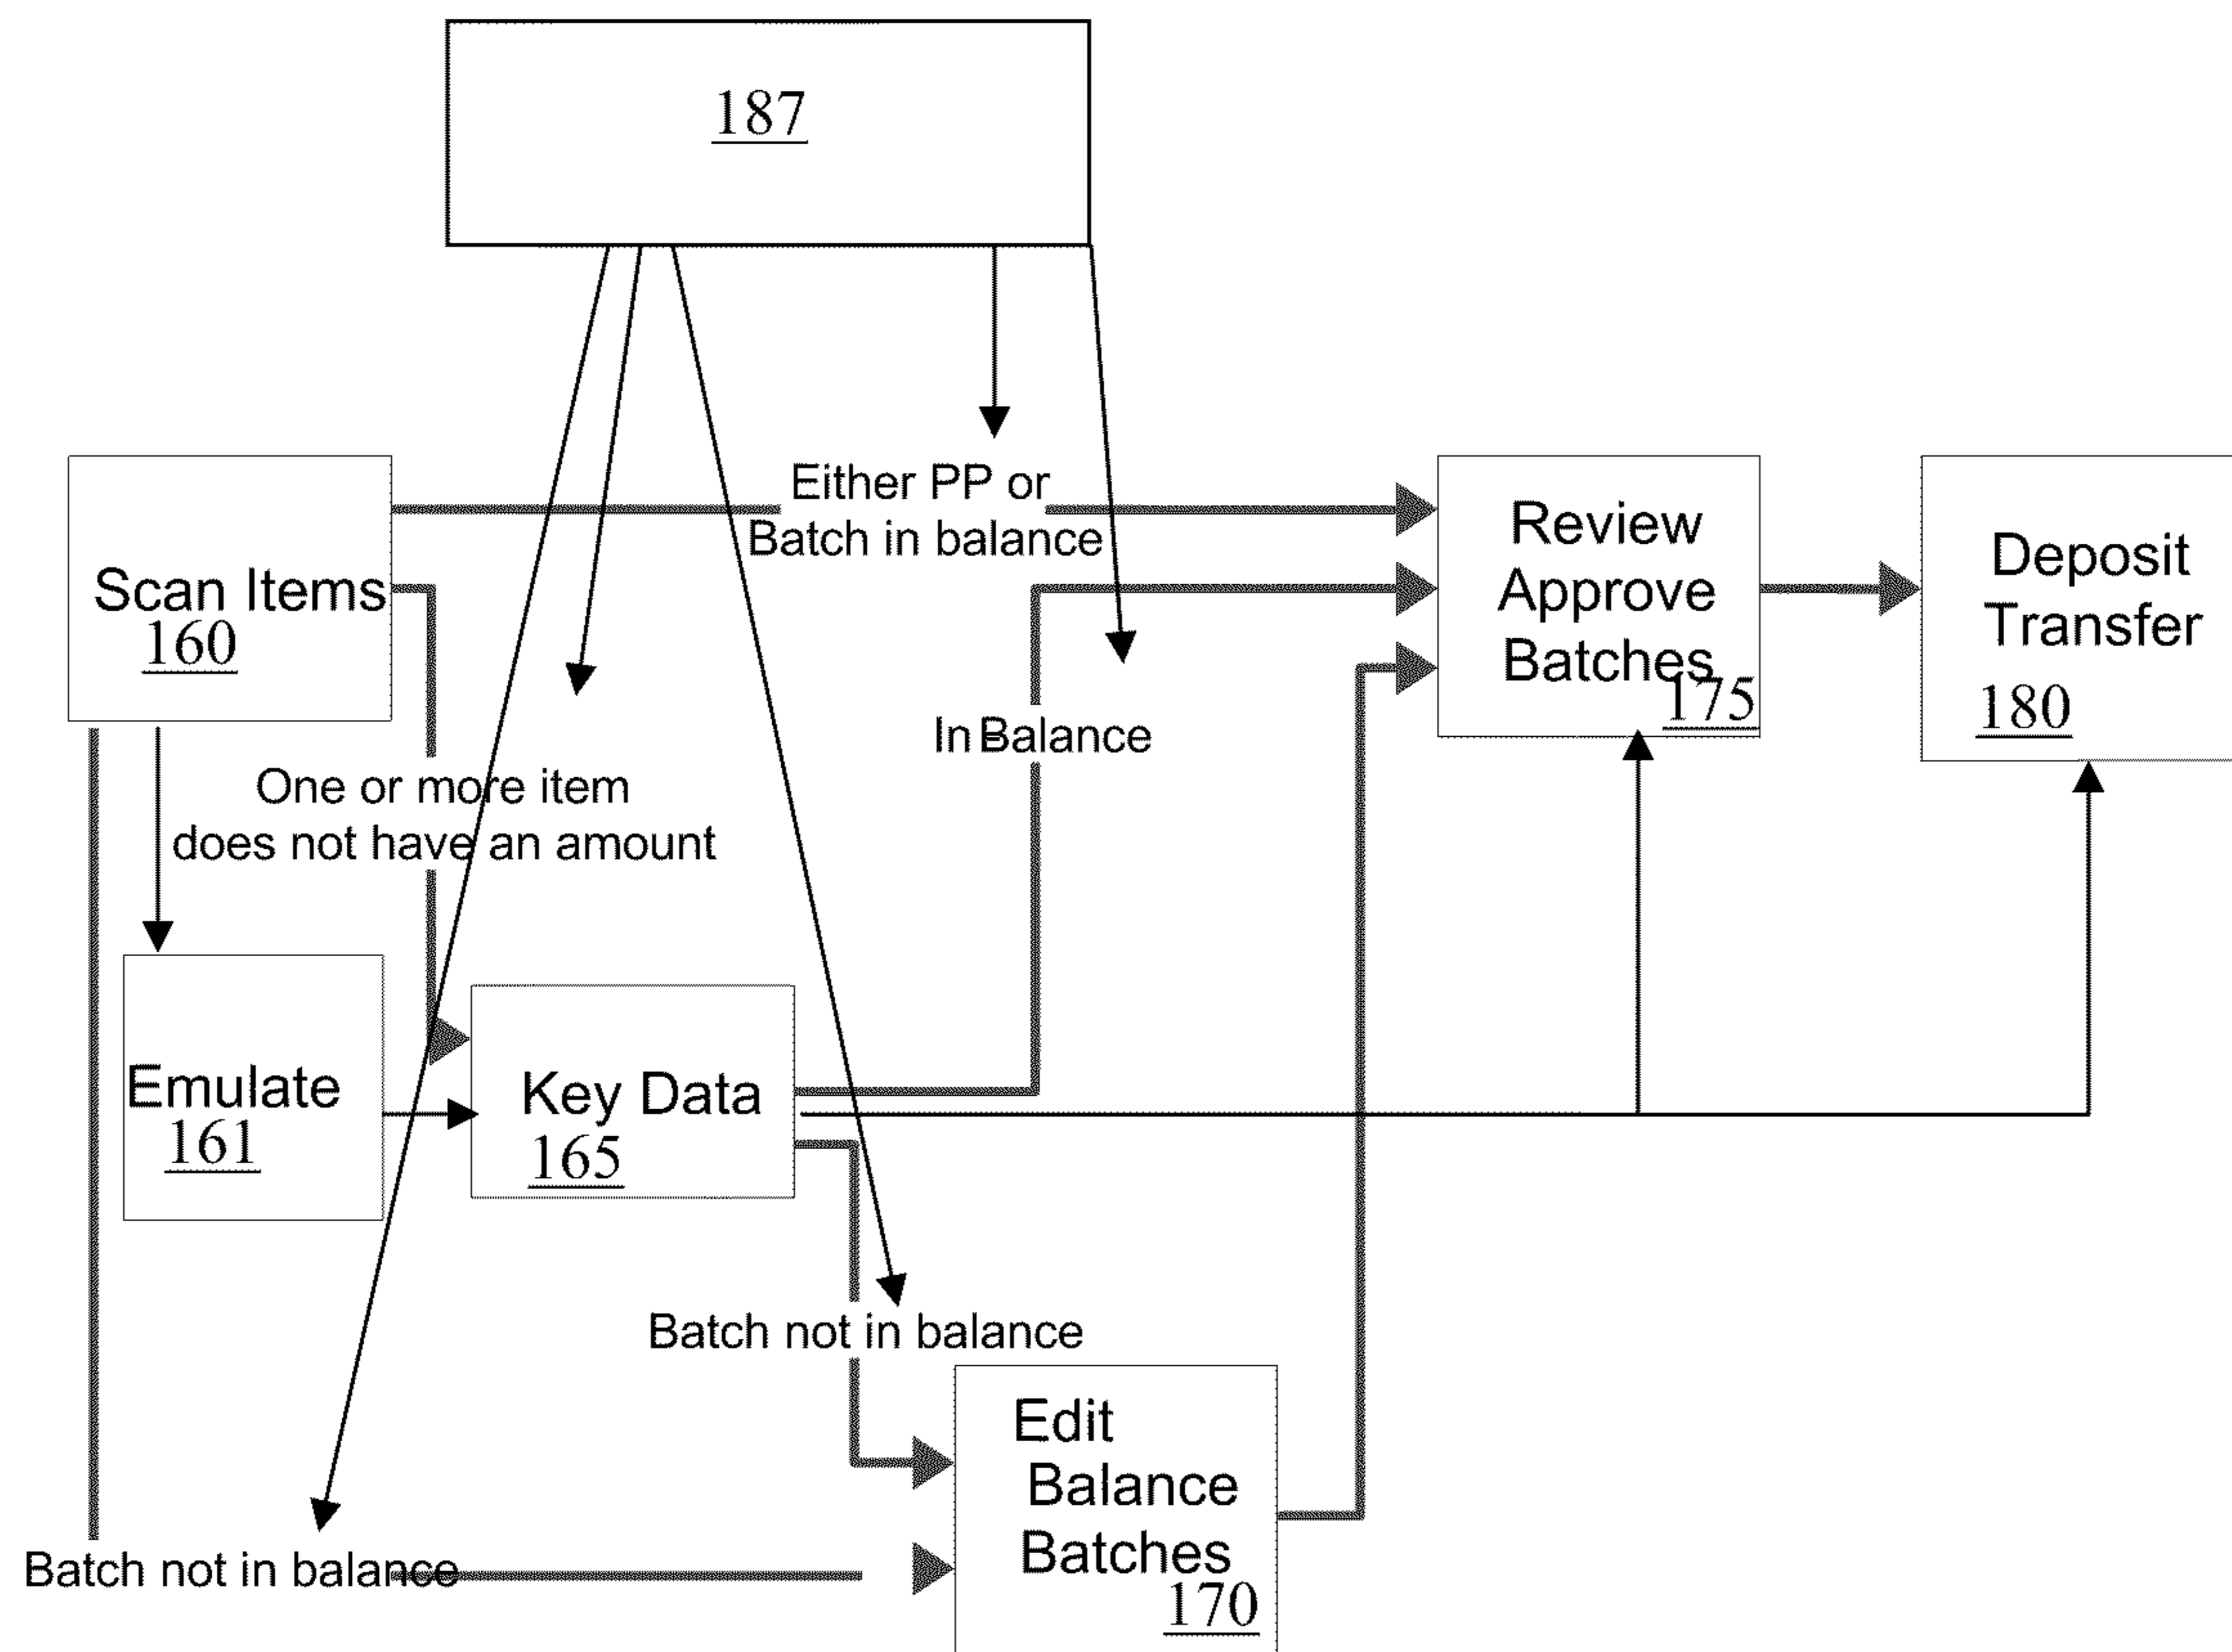 187
Either PP or
Batch in balance
Scan Items
160
Review
Approve
Batches
175
Deposit
Transfer
180
In Balance
One or more item
does not have an amount
Emulate
161
Key Data
165
Batch not in balance
Edit
Balance
Batches
170
Batch not in balance